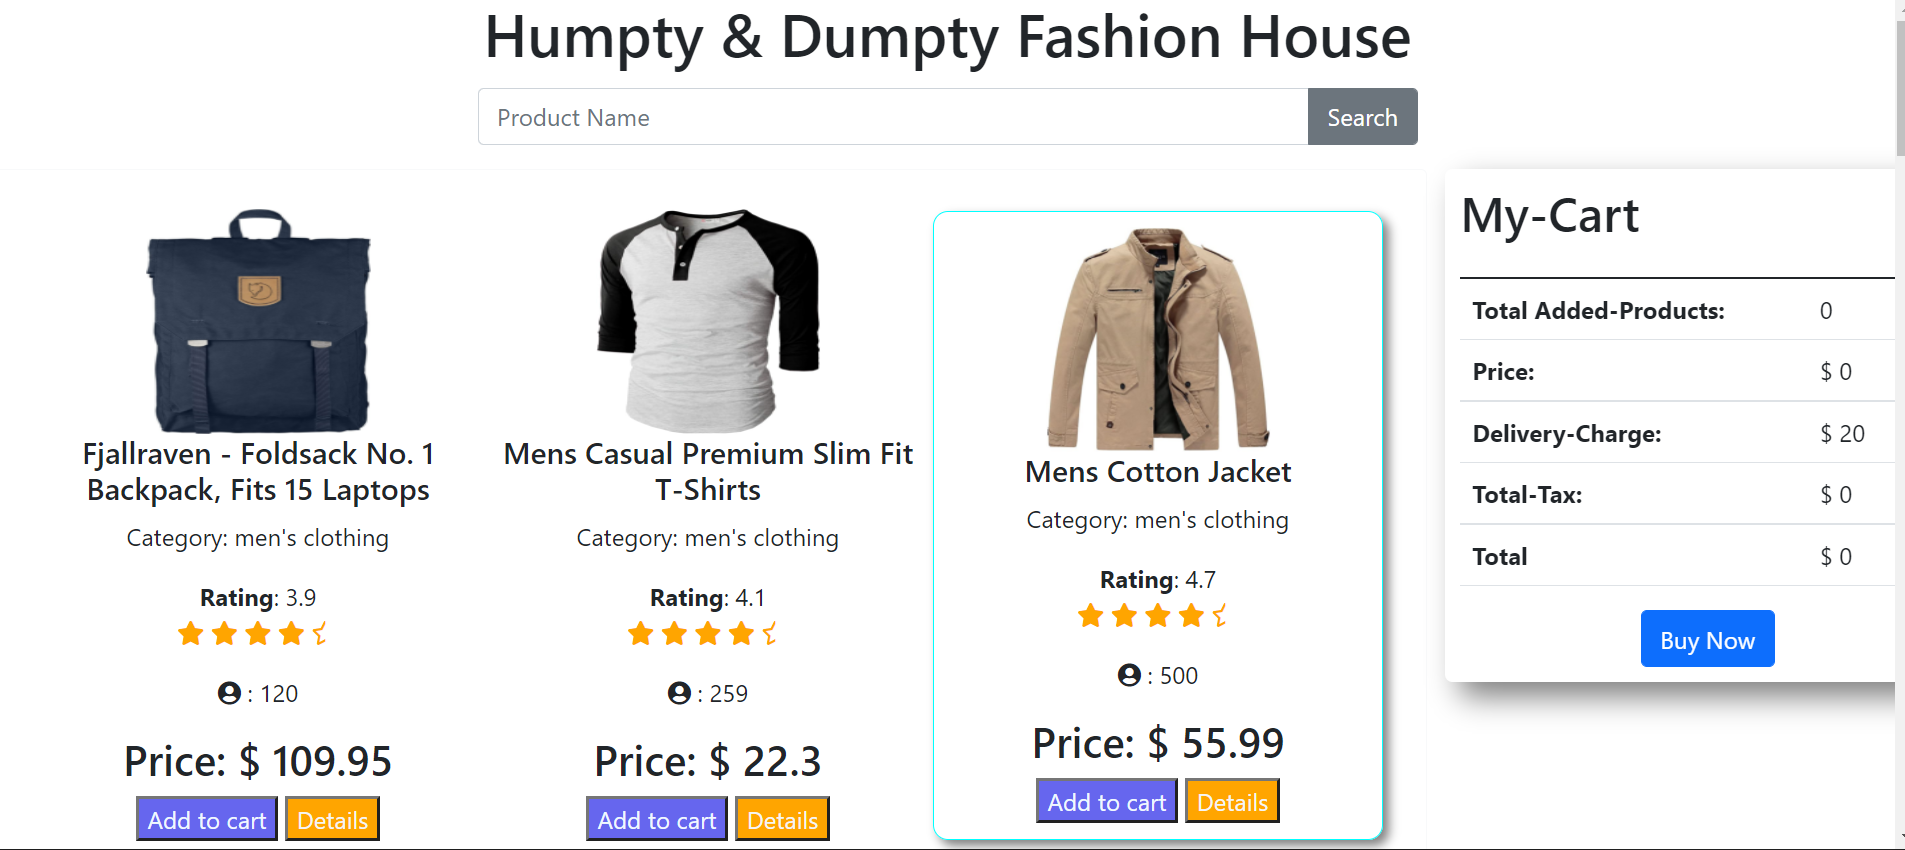 Humpty & Dumpty Fashion House
Product Name
Search
Fjallraven - Foldsack No. 1
Backpack, Fits 15 Laptops
Category: men's clothing
Rating: 3.9
: 120
Price: $ 109.95
Add to cart
Details
Mens Casual Premium Slim Fit
T-Shirts
Category: men's clothing
Rating: 4.1
: 259
Price: $ 22.3
Add to cart
Details
Mens Cotton Jacket
Category: men's clothing
Rating: 4.7
: 500
Price: $ 55.99
Add to cart
Details
My-Cart
Total Added-Products: 0
Price: $ 0
Delivery-Charge: $ 20
Total-Tax: $ 0
Total $ 0
Buy Now